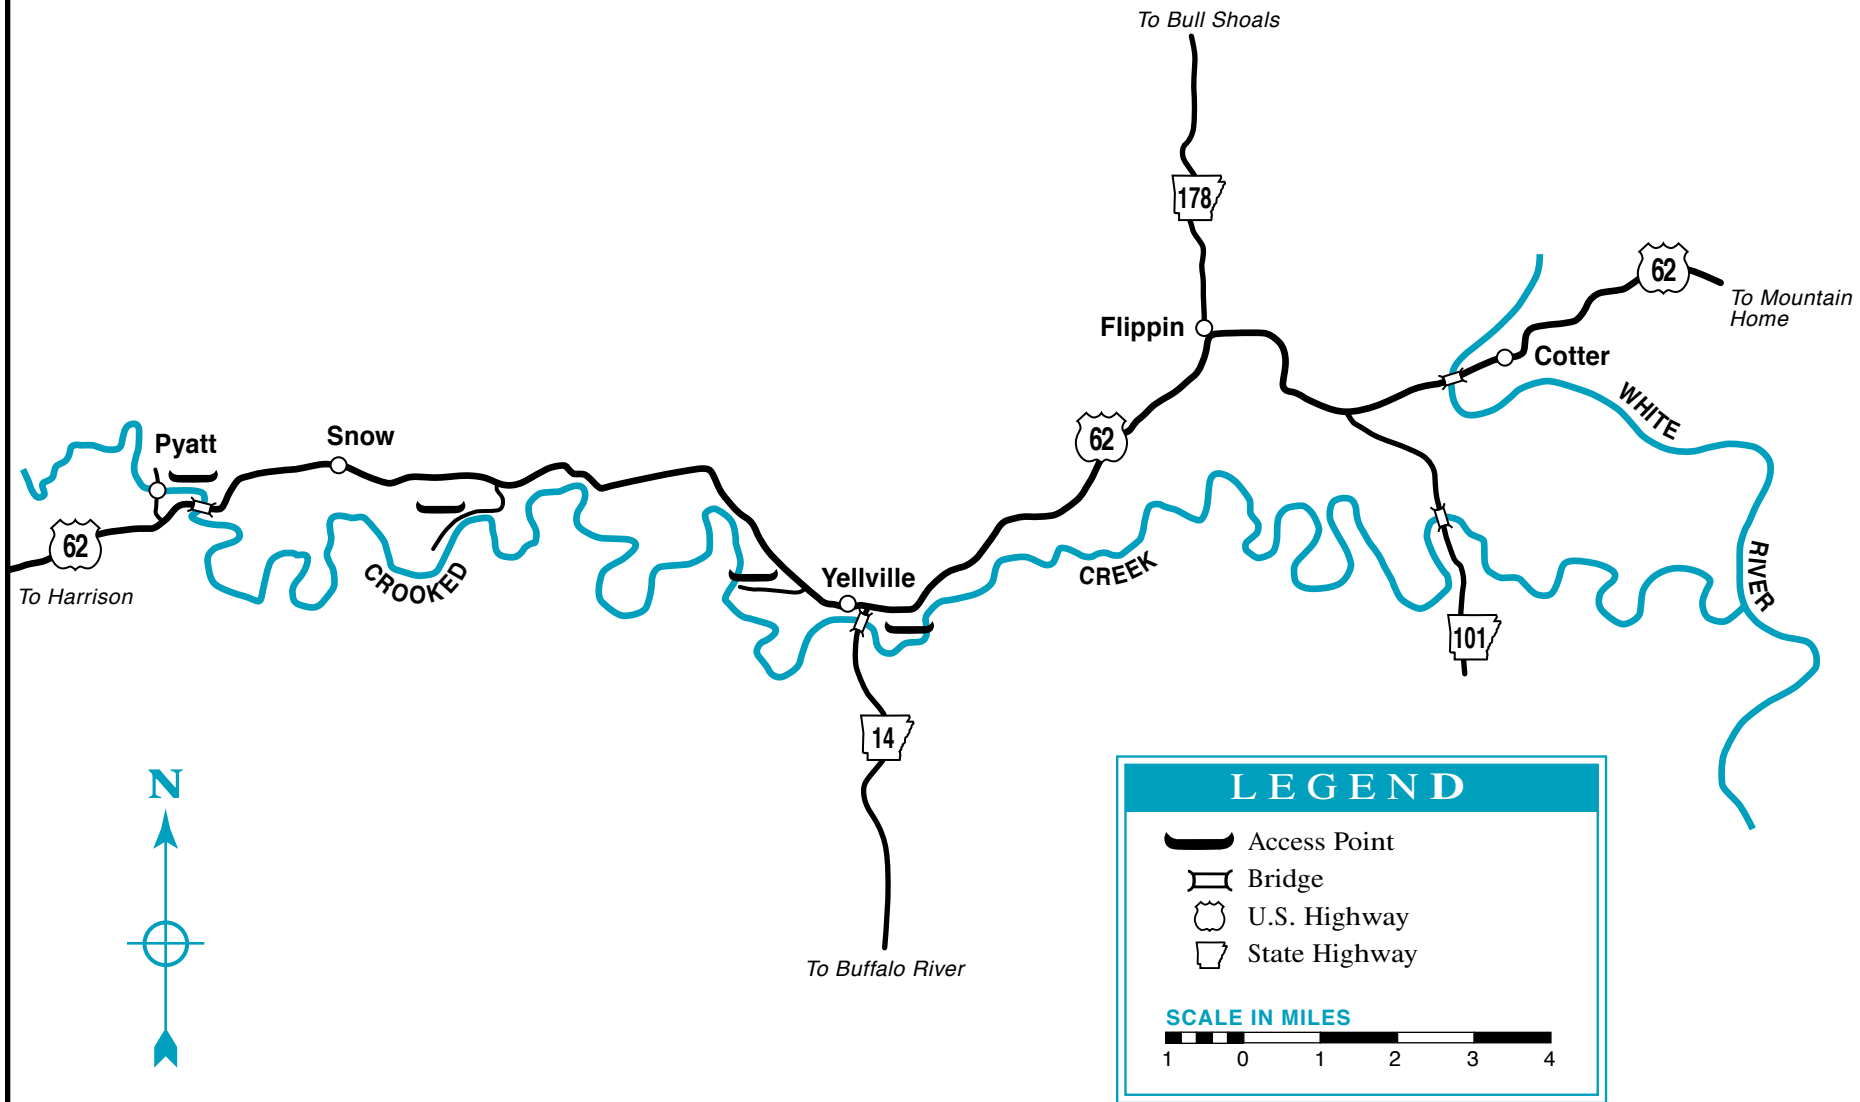 To Bull Shoals
178
62
To Mountain
Home
Flippin
Cotter
WHITE
62
Pyatt
Snow
62
To Harrison
CROOKED
Yellville
CREEK
RIVER
101
14
To Buffalo River
N
LEGEND
Access Point
Bridge
U.S. Highway
State Highway
SCALE IN MILES
1 0 1 2 3 4